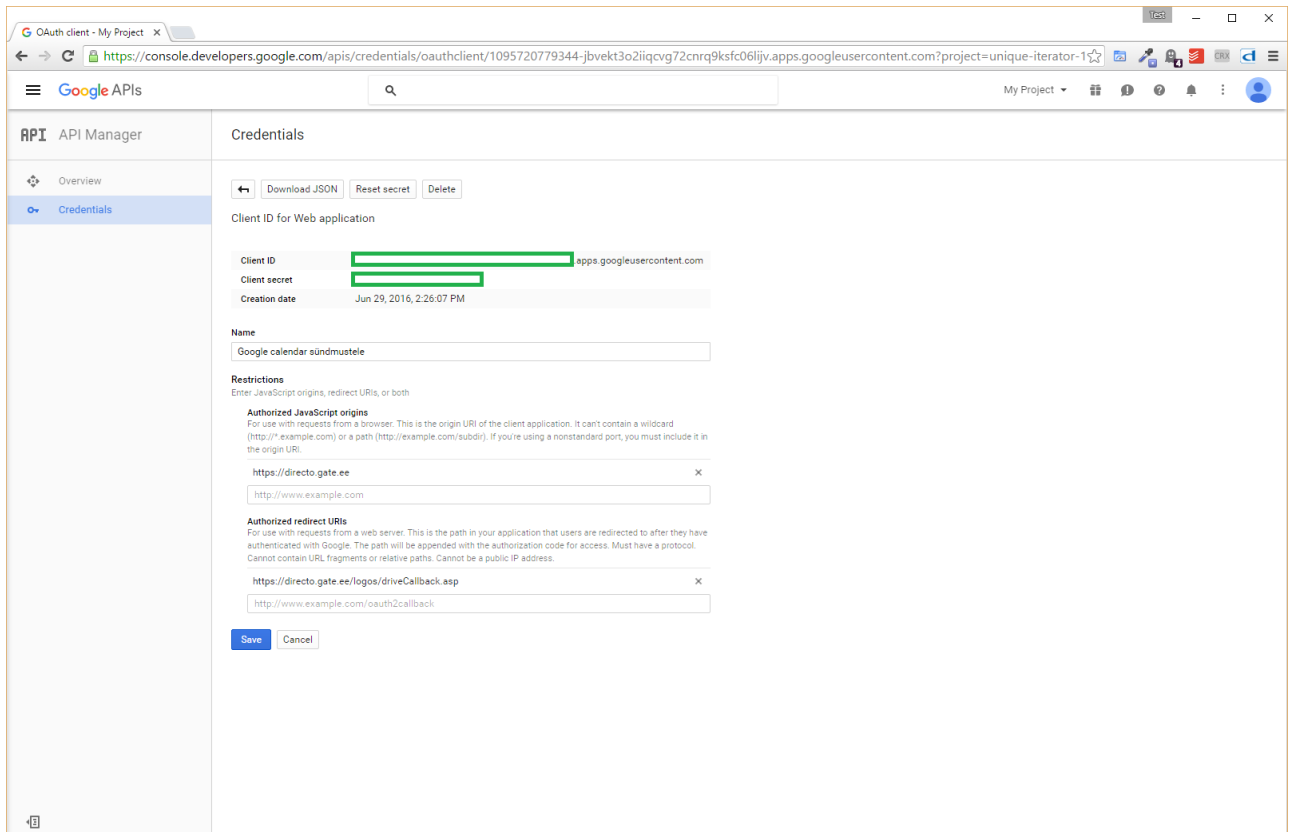 Test
OAuth client - My Project
https://console.developers.google.com/apis/credentials/oauthclient/1095720779344-jbvekt3o2iiqcvg72cnrq9ksfc06ljv.apps.googleusercontent.com?project=unique-iterator-1
4
CRX
Google APIs
My Project
API API Manager
Credentials
Overview
Credentials
Download JSON Reset secret Delete
Client ID for Web application
Client ID .apps.googleusercontent.com
Client secret
Creation date Jun 29, 2016, 2:26:07 PM
Name
Google calendar sündmustele
Restrictions
Enter JavaScript origins, redirect URIs, or both
Authorized JavaScript origins
For use with requests from a browser. This is the origin URI of the client application. It can't contain a wildcard
(http://*.example.com) or a path (http://example.com/subdir). If you're using a nonstandard port, you must include it in
the origin URI.
https://directo.gate.ee
http://www.example.com
Authorized redirect URIs
For use with requests from a web server. This is the path in your application that users are redirected to after they have
authenticated with Google. The path will be appended with the authorization code for access. Must have a protocol.
Cannot contain URL fragments or relative paths. Cannot be a public IP address.
https://directo.gate.ee/logos/driveCallback.asp
http://www.example.com/oauth2callback
Save Cancel